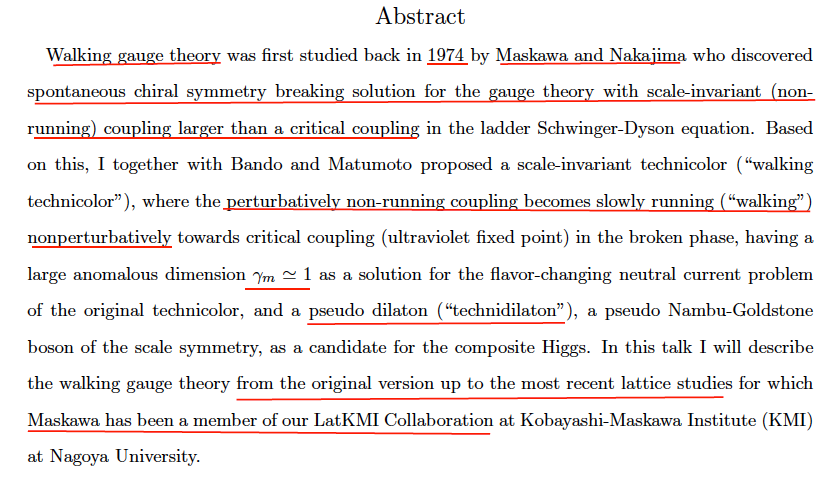 Abstract
Walking gauge theory was first studied back in 1974 by Maskawa and Nakajima who discovered
spontaneous chiral symmetry breaking solution for the gauge theory with scale-invariant (non-
running) coupling larger than a critical coupling in the ladder Schwinger-Dyson equation. Based
on this, I together with Bando and Matumoto proposed a scale-invariant technicolor (“walking
technicolor”), where the perturbatively non-running coupling becomes slowly running (“walking”)
nonperturbatively towards critical coupling (ultraviolet fixed point) in the broken phase, having a
large anomalous dimension γm ≃ 1 as a solution for the flavor-changing neutral current problem
of the original technicolor, and a pseudo dilaton (“technidilaton”), a pseudo Nambu-Goldstone
boson of the scale symmetry, as a candidate for the composite Higgs. In this talk I will describe
the walking gauge theory from the original version up to the most recent lattice studies for which
Maskawa has been a member of our LatKMI Collaboration at Kobayashi-Maskawa Institute (KMI)
at Nagoya University.